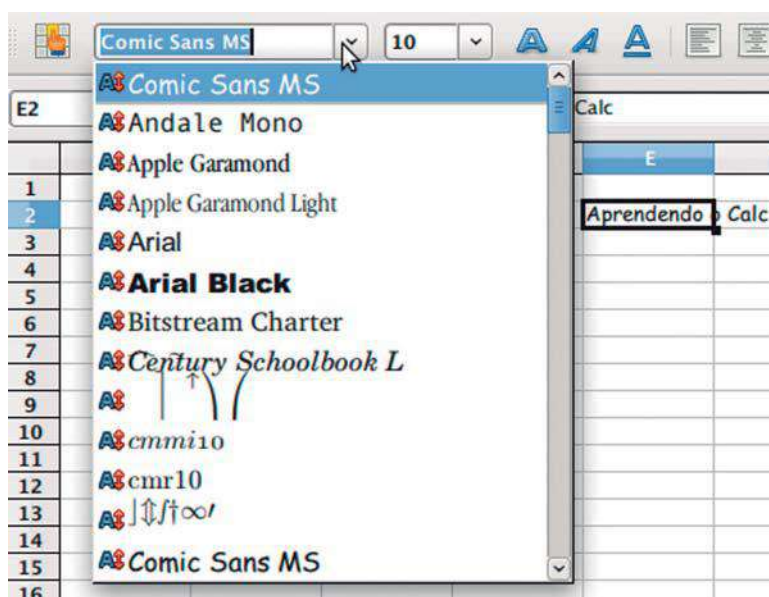 Comic Sans MS 10
Comic Sans MS
E2 Calc
Andale Mono
E
Apple Garamond
1
Apple Garamond Light
2 Aprendendo o Calc
Arial
3
4
Arial Black
5
Bitstream Charter
6
7
Century Schoolbook L
8
9
10
cmmi10
11
cmr10
12
13
14
Comic Sans MS
15
16